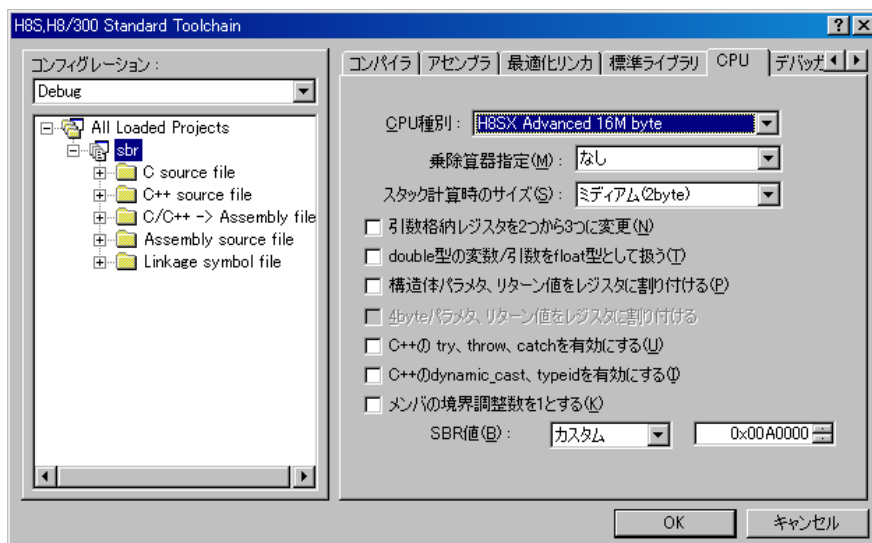 H8S,H8/300 Standard Toolchain
コンフィグレーション :
Debug
All Loaded Projects
sbr
C source file
C++ source file
C/C++ -> Assembly file
Assembly source file
Linkage symbol file
コンパイラ アセンブラ 最適化リンカ 標準ライブラリ CPU デバッガ
CPU種別 : H8SX Advanced 16M byte
乗除算器指定(M) : なし
スタック計算時のサイズ(S) : ミディアム(2byte)
引数格納レジスタを2つから3つに変更(N)
double型の変数/引数をfloat型として扱う(T)
構造体パラメタ、リターン値をレジスタに割り付ける(P)
4byteパラメタ、リターン値をレジスタに割り付ける
C++の try、throw、catchを有効にする(U)
C++のdynamic_cast、typeidを有効にする(I)
メンバの境界調整数を1とする(K)
SBR値(B) : カスタム 0x00A0000
OK キャンセル